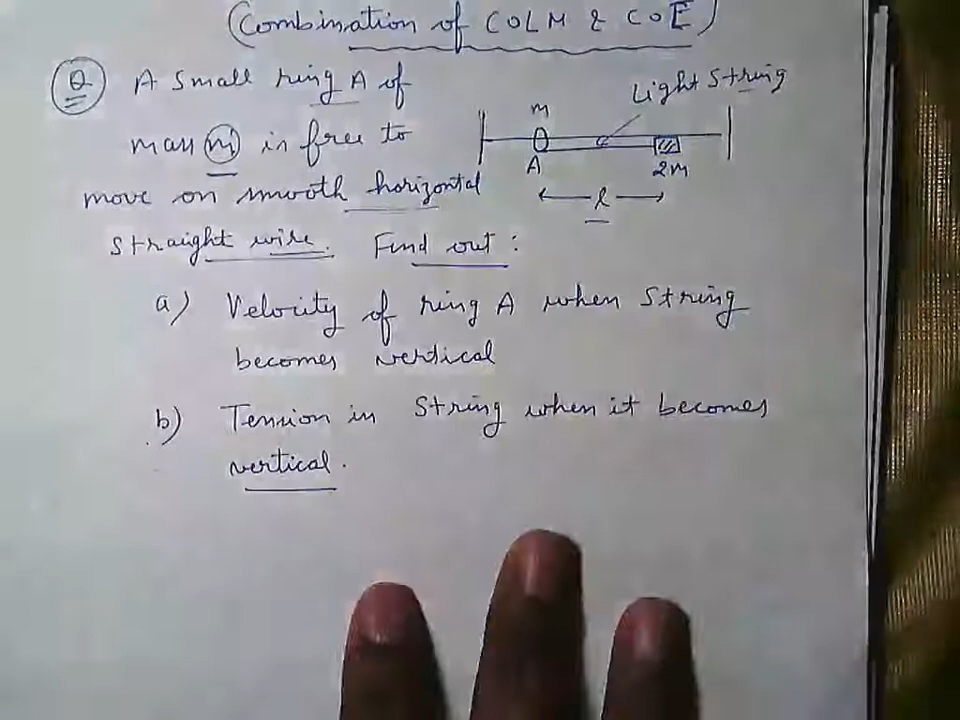 (Combination of COLM & COE)
Q A small ring A of
mass m is free to
move on smooth horizontal
straight wire. Find out:
Light string
m
A
2m
l
a) Velocity of ring A when string
becomes vertical
b) Tension in string when it becomes
vertical.